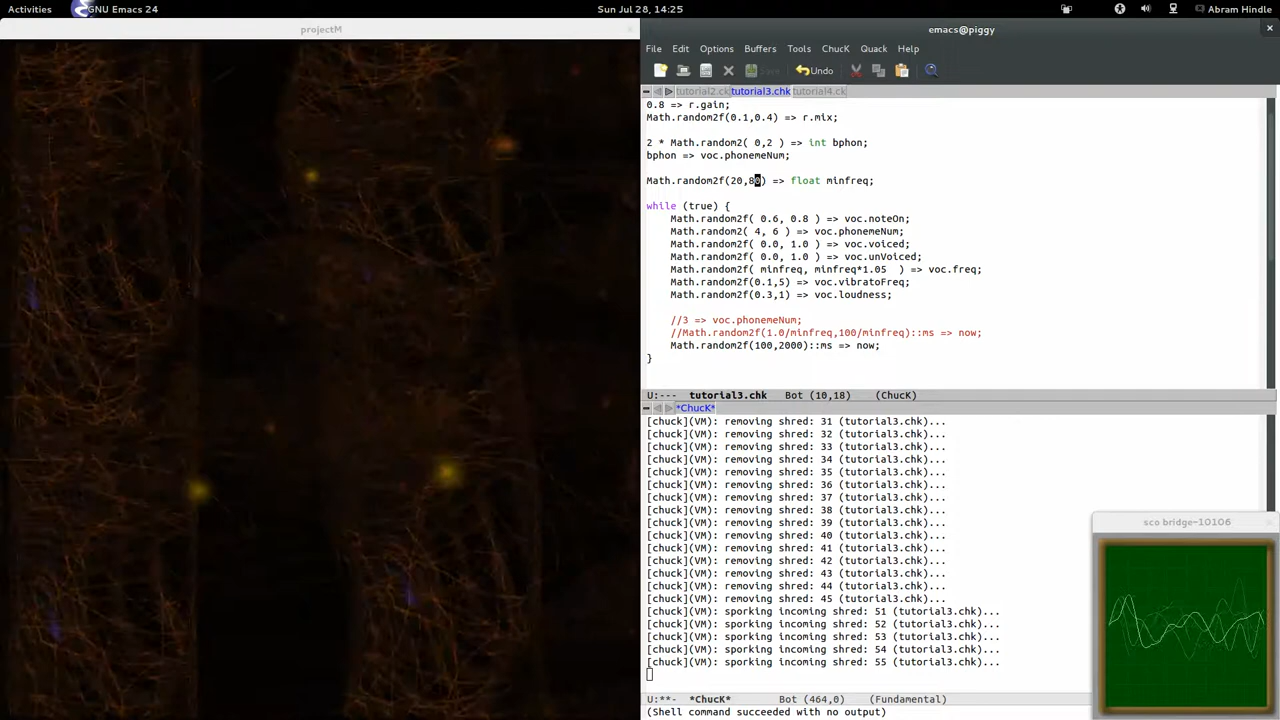 Activities GNU Emacs 24 Sun Jul 28, 14:25 Abram Hindle
projectM
emacs@piggy
File Edit Options Buffers Tools ChucK Quack Help
Save Undo
tutorial2.ck tutorial3.chk tutorial4.ck
0.8 => r.gain;
Math.random2f(0.1,0.4) => r.mix;
2 * Math.random2( 0,2 ) => int bphon;
bphon => voc.phonemeNum;
Math.random2f(20,80) => float minfreq;
while (true) {
Math.random2f( 0.6, 0.8 ) => voc.noteOn;
Math.random2( 4, 6 ) => voc.phonemeNum;
Math.random2f( 0.0, 1.0 ) => voc.voiced;
Math.random2f( 0.0, 1.0 ) => voc.unVoiced;
Math.random2f( minfreq, minfreq*1.05  ) => voc.freq;
Math.random2f(0.1,5) => voc.vibratoFreq;
Math.random2f(0.3,1) => voc.loudness;
//3 => voc.phonemeNum;
//Math.random2f(1.0/minfreq,100/minfreq)::ms => now;
Math.random2f(100,2000)::ms => now;
}
U:--- tutorial3.chk Bot (10,18) (ChucK)
*ChucK*
[chuck](VM): removing shred: 31 (tutorial3.chk)...
[chuck](VM): removing shred: 32 (tutorial3.chk)...
[chuck](VM): removing shred: 33 (tutorial3.chk)...
[chuck](VM): removing shred: 34 (tutorial3.chk)...
[chuck](VM): removing shred: 35 (tutorial3.chk)...
[chuck](VM): removing shred: 36 (tutorial3.chk)...
[chuck](VM): removing shred: 37 (tutorial3.chk)...
[chuck](VM): removing shred: 38 (tutorial3.chk)...
[chuck](VM): removing shred: 39 (tutorial3.chk)...
[chuck](VM): removing shred: 40 (tutorial3.chk)...
[chuck](VM): removing shred: 41 (tutorial3.chk)...
[chuck](VM): removing shred: 42 (tutorial3.chk)...
[chuck](VM): removing shred: 43 (tutorial3.chk)...
[chuck](VM): removing shred: 44 (tutorial3.chk)...
[chuck](VM): removing shred: 45 (tutorial3.chk)...
[chuck](VM): sporking incoming shred: 51 (tutorial3.chk)...
[chuck](VM): sporking incoming shred: 52 (tutorial3.chk)...
[chuck](VM): sporking incoming shred: 53 (tutorial3.chk)...
[chuck](VM): sporking incoming shred: 54 (tutorial3.chk)...
[chuck](VM): sporking incoming shred: 55 (tutorial3.chk)...
sco bridge~10106
U:**- *ChucK* Bot (464,0) (Fundamental)
(Shell command succeeded with no output)